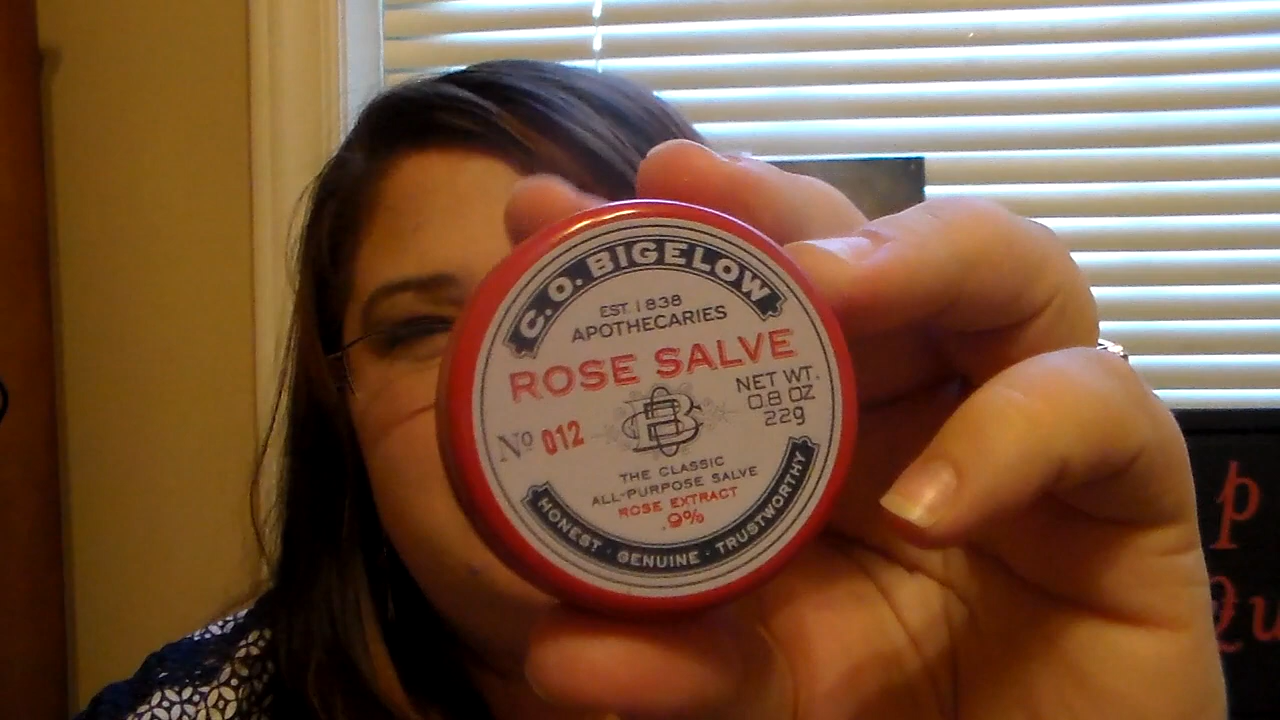 C. O. BIGELOW
EST. 1838
APOTHECARIES
ROSE SALVE
NET WT.
0.8 OZ
22g
Nº 012
THE CLASSIC
ALL-PURPOSE SALVE
ROSE EXTRACT
.9%
HONEST · GENUINE · TRUSTWORTHY
p
Qu